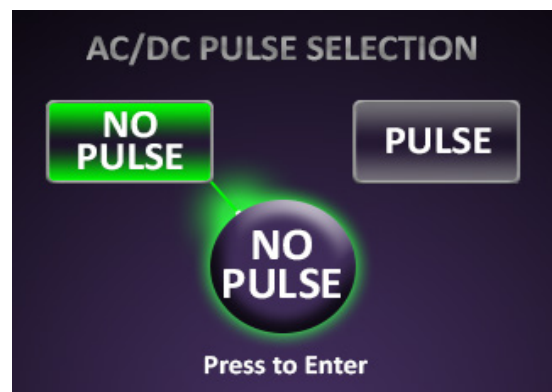 AC/DC PULSE SELECTION
NO
PULSE
PULSE
NO
PULSE
Press to Enter